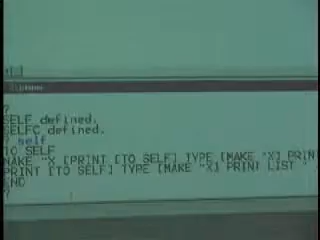 ?
SELF defined.
SELFC defined.
? self
TO SELF
MAKE "X [PRINT [TO SELF] TYPE [MAKE "X] PRIN
PRINT [TO SELF] TYPE [MAKE "X] PRINT LIST :
END
?